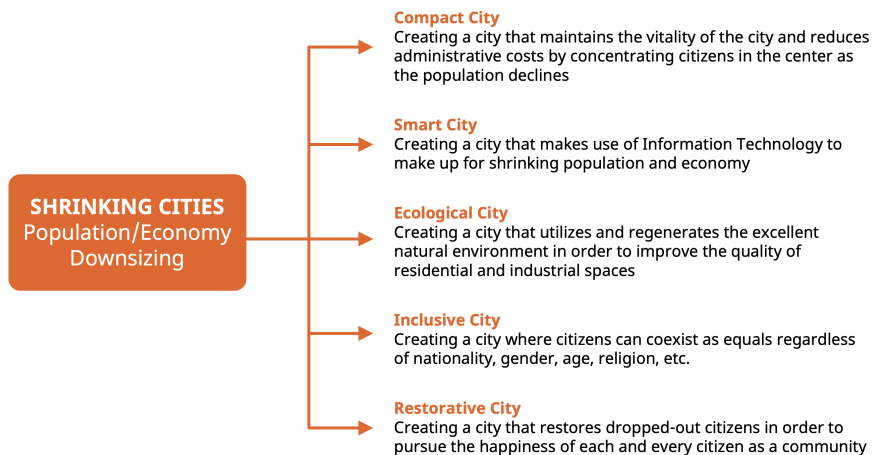 SHRINKING CITIES
Population/Economy
Downsizing
Compact City
Creating a city that maintains the vitality of the city and reduces
administrative costs by concentrating citizens in the center as
the population declines
Smart City
Creating a city that makes use of Information Technology to
make up for shrinking population and economy
Ecological City
Creating a city that utilizes and regenerates the excellent
natural environment in order to improve the quality of
residential and industrial spaces
Inclusive City
Creating a city where citizens can coexist as equals regardless
of nationality, gender, age, religion, etc.
Restorative City
Creating a city that restores dropped-out citizens in order to
pursue the happiness of each and every citizen as a community